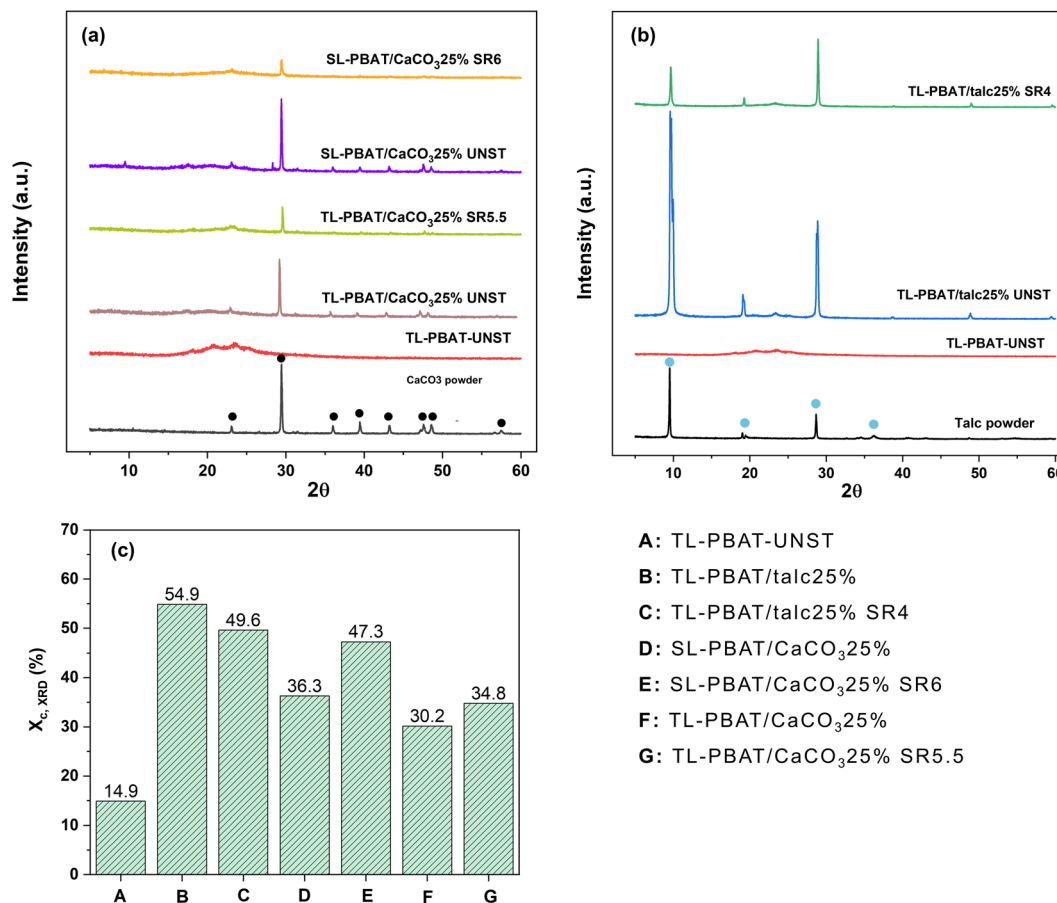 (a)
SL-PBAT/CaCO₃25% SR6
SL-PBAT/CaCO₃25% UNST
TL-PBAT/CaCO₃25% SR5.5
TL-PBAT/CaCO₃25% UNST
TL-PBAT-UNST
CaCO3 powder
Intensity (a.u.)
10 20 30 40 50 60
2θ
(b)
TL-PBAT/talc25% SR4
TL-PBAT/talc25% UNST
TL-PBAT-UNST
Talc powder
Intensity (a.u.)
10 20 30 40 50 60
2θ
(c)
70
60
50
40
30
20
10
0
X c, XRD (%)
14.9
54.9
49.6
36.3
47.3
30.2
34.8
A B C D E F G
A: TL-PBAT-UNST
B: TL-PBAT/talc25%
C: TL-PBAT/talc25% SR4
D: SL-PBAT/CaCO₃25%
E: SL-PBAT/CaCO₃25% SR6
F: TL-PBAT/CaCO₃25%
G: TL-PBAT/CaCO₃25% SR5.5